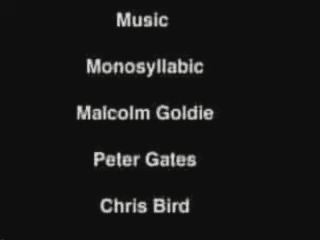 Music
Monosyllabic
Malcolm Goldie
Peter Gates
Chris Bird